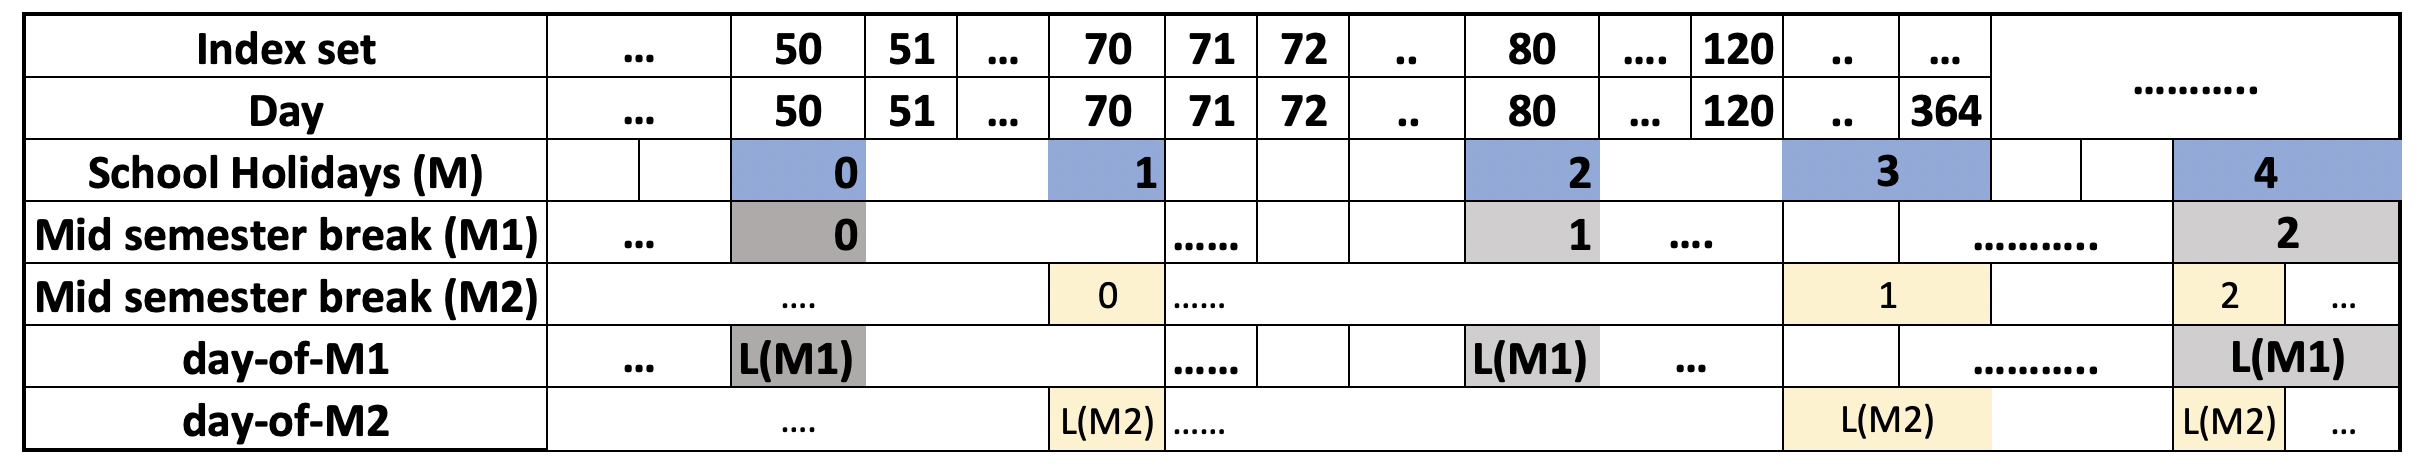 Index set ... 50 51 ... 70 71 72 .. 80 .... 120 .. ... ...........
Day ... 50 51 ... 70 71 72 .. 80 ... 120 .. 364
School Holidays (M) 0 1 2 3 4
Mid semester break (M1) ... 0 ...... 1 .... ........... 2
Mid semester break (M2) .... 0 ...... 1 2 ...
day-of-M1 ... L(M1) ...... L(M1) ... ........... L(M1)
day-of-M2 .... L(M2) ...... L(M2) L(M2) ...